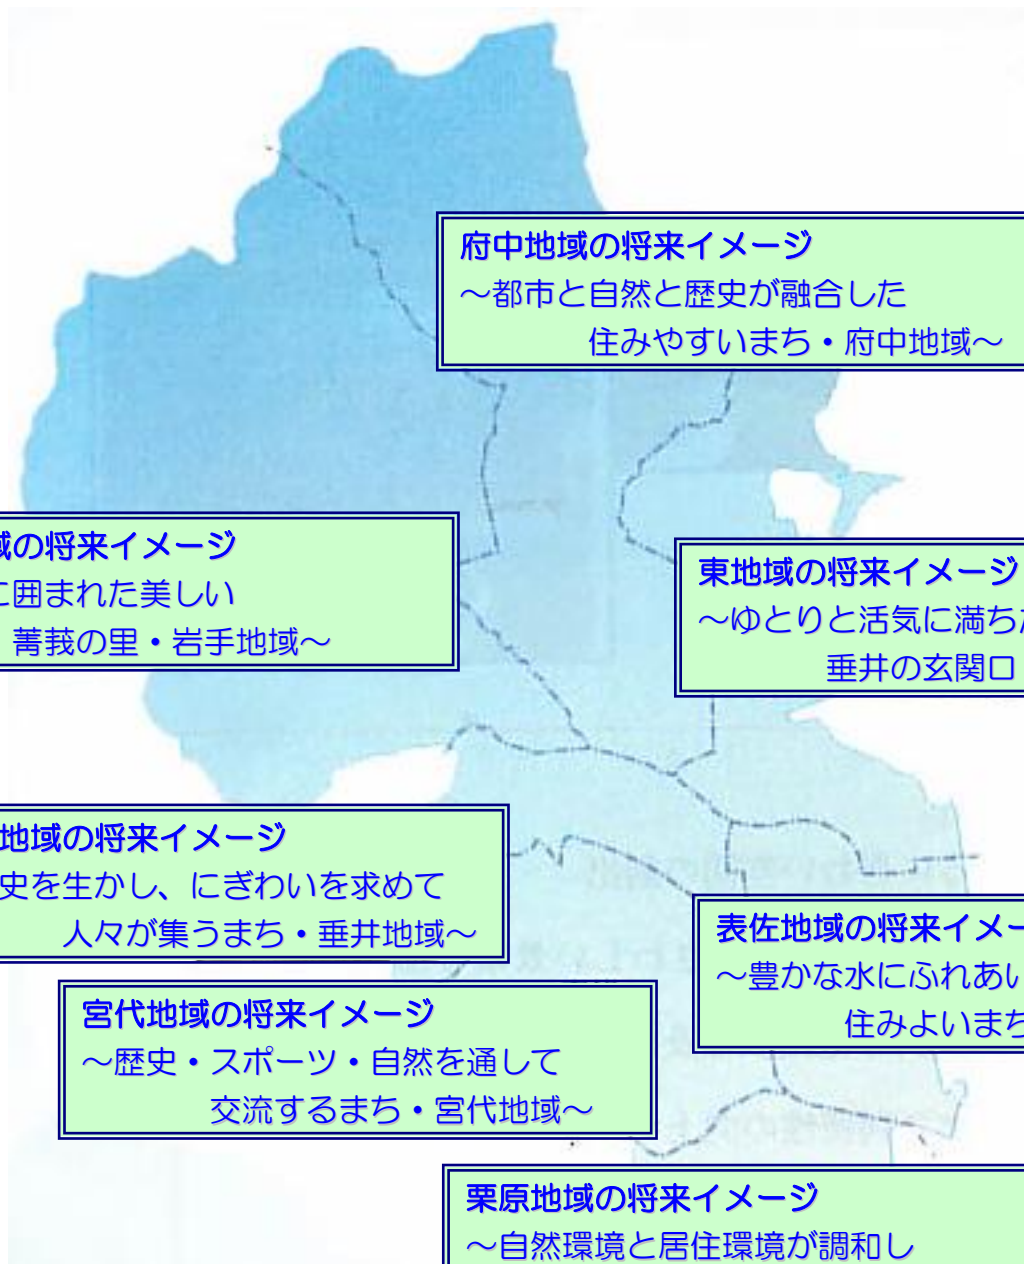 府中地域の将来イメージ
～都市と自然と歴史が融合した
住みやすいまち・府中地域～
域の将来イメージ
に囲まれた美しい
菁莪の里・岩手地域～
東地域の将来イメージ
～ゆとりと活気に満ちた
垂井の玄関口
地域の将来イメージ
史を生かし、にぎわいを求めて
人々が集うまち・垂井地域～
表佐地域の将来イメー
～豊かな水にふれあい
住みよいまち
宮代地域の将来イメージ
～歴史・スポーツ・自然を通して
交流するまち・宮代地域～
栗原地域の将来イメージ
～自然環境と居住環境が調和し